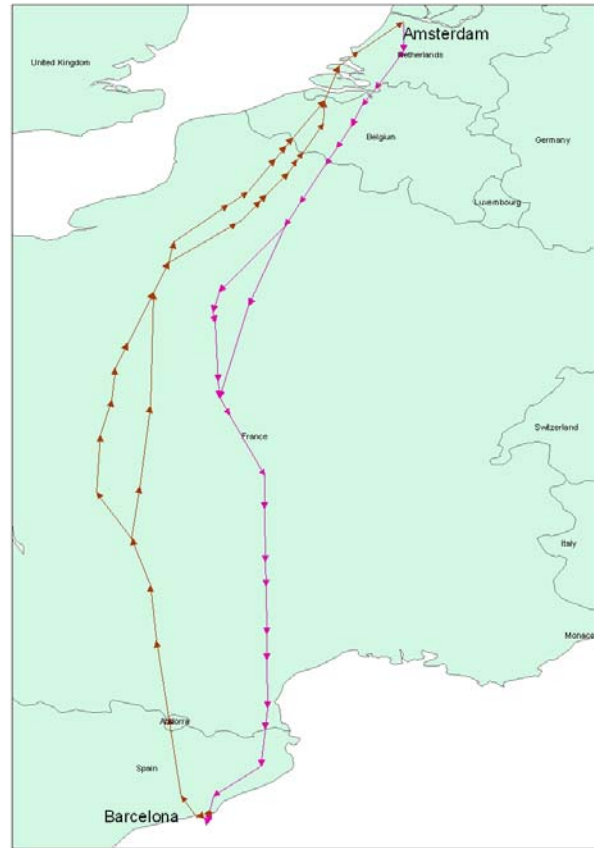 Amsterdam
United Kingdom
Netherlands
Belgium
Germany
Luxembourg
Switzerland
France
Italy
Monaco
Andorra
Spain
Barcelona